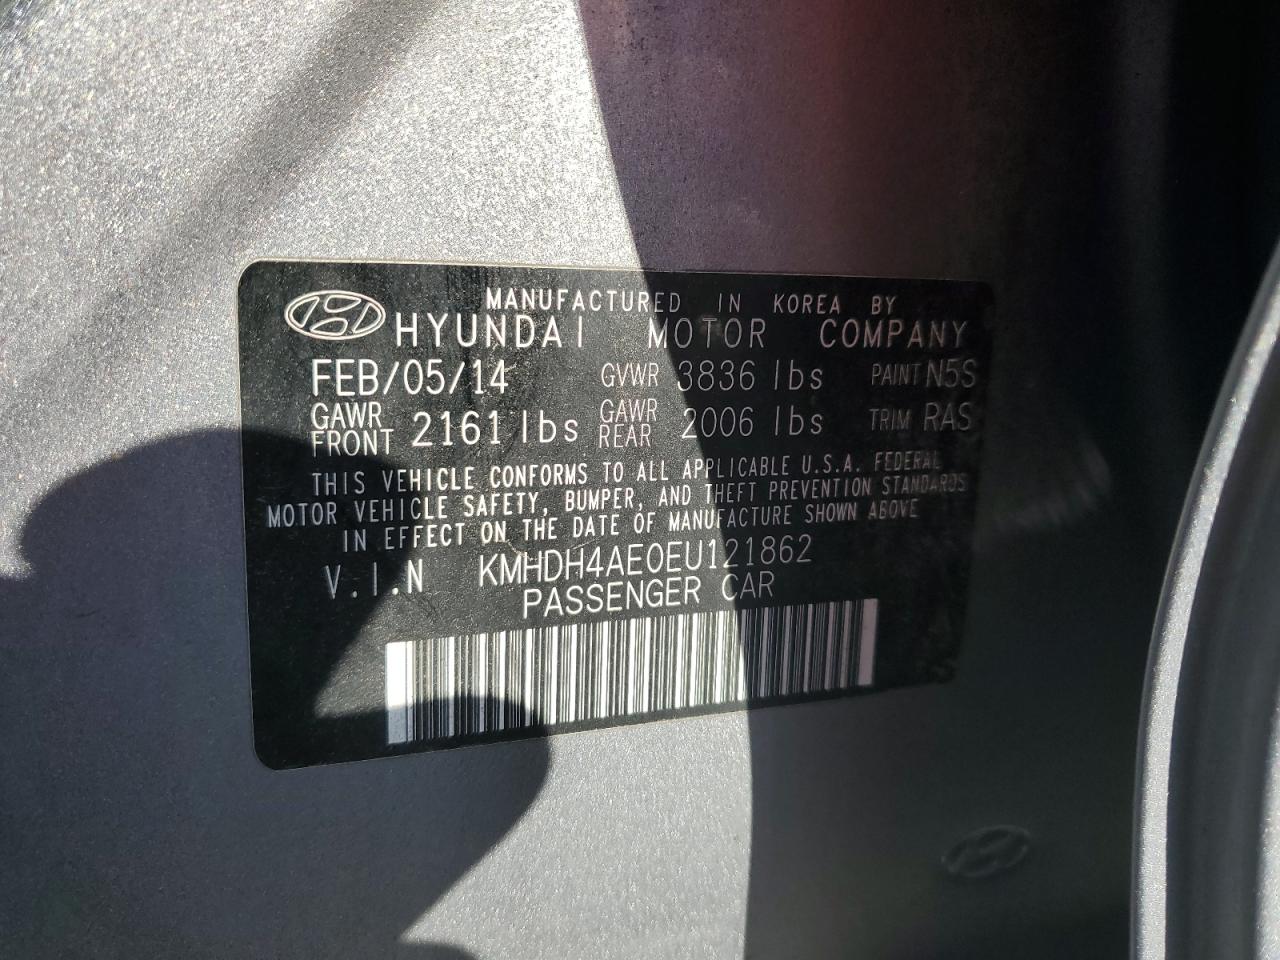 MANUFACTURED IN KOREA BY
HYUNDAI MOTOR COMPANY
FEB/05/14 GVWR 3836 lbs PAINT N5S
GAWR FRONT 2161 lbs GAWR REAR 2006 lbs TRIM RAS
THIS VEHICLE CONFORMS TO ALL APPLICABLE U.S.A. FEDERAL
MOTOR VEHICLE SAFETY, BUMPER, AND THEFT PREVENTION STANDARDS
IN EFFECT ON THE DATE OF MANUFACTURE SHOWN ABOVE
V.I.N KMHDH4AE0EU121862
PASSENGER CAR